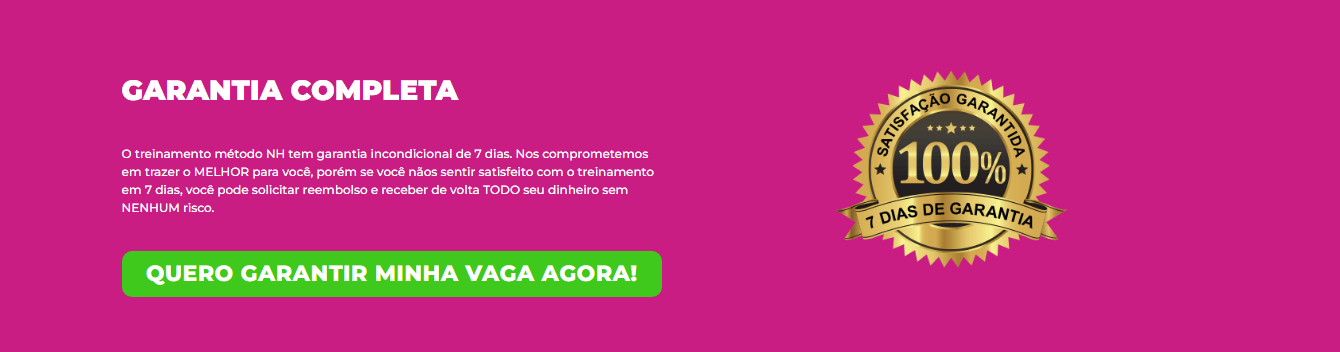 GARANTIA COMPLETA
O treinamento método NH tem garantia incondicional de 7 dias. Nos comprometemos
em trazer o MELHOR para você, porém se você nãos sentir satisfeito com o treinamento
em 7 dias, você pode solicitar reembolso e receber de volta TODO seu dinheiro sem
NENHUM risco.
QUERO GARANTIR MINHA VAGA AGORA!
SATISFAÇÃO GARANTIDA
100%
7 DIAS DE GARANTIA